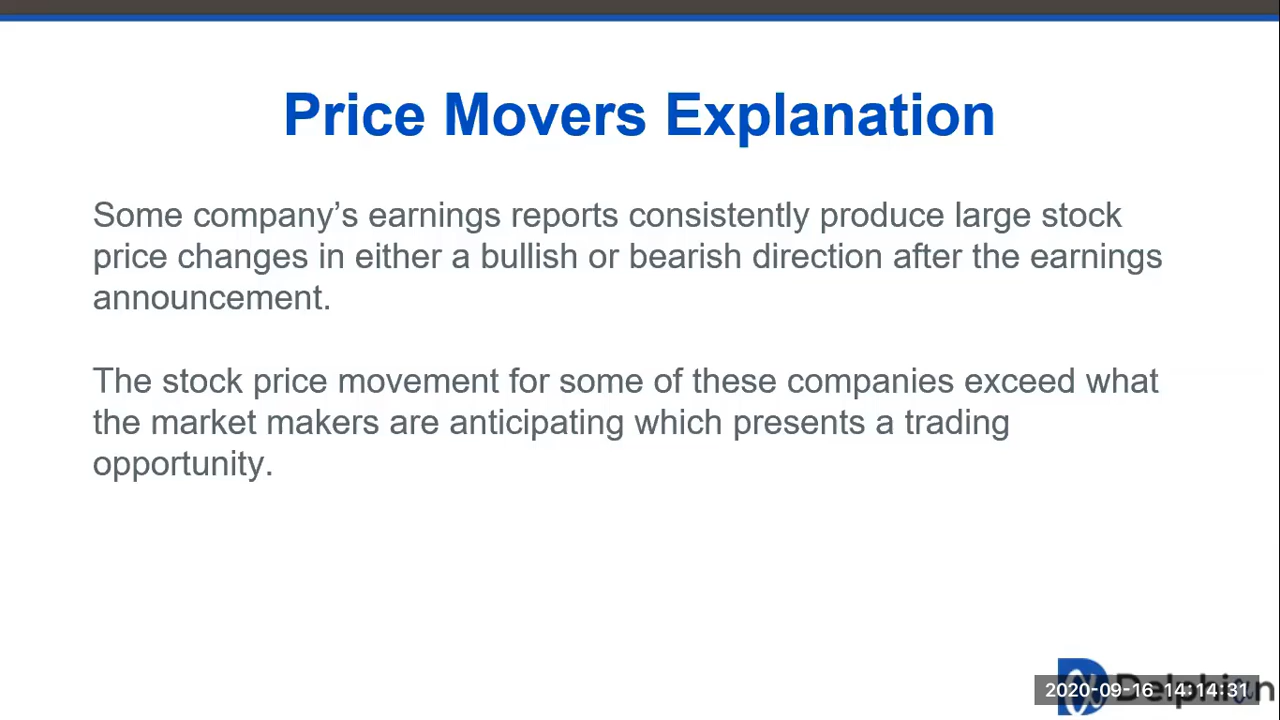 Price Movers Explanation
Some company’s earnings reports consistently produce large stock
price changes in either a bullish or bearish direction after the earnings
announcement.
The stock price movement for some of these companies exceed what
the market makers are anticipating which presents a trading
opportunity.
Delphian
2020-09-16 14:14:31